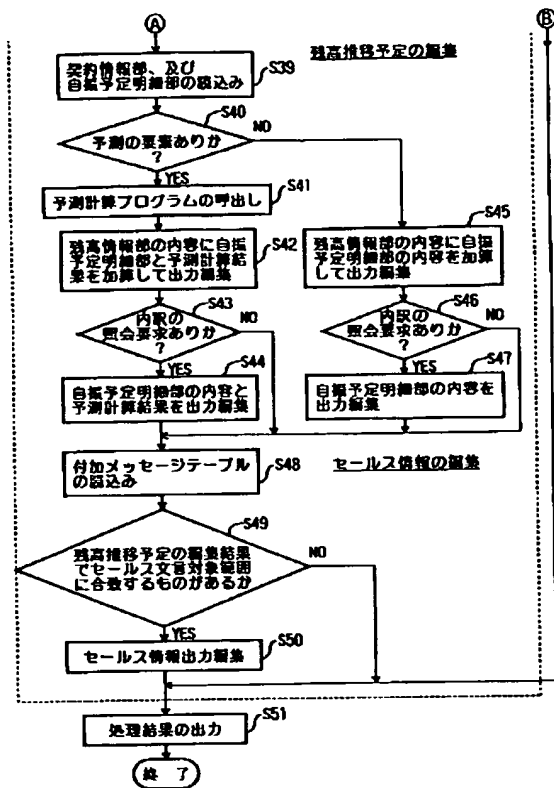 A
B
残高推移予定の編集
契約情報部、及び
自振予定明細部の読込み
S39
S40
予測の要素ありか
?
NO
YES
S41
予測計算プログラムの呼出し
S42
残高情報部の内容に自振
予定明細部と予測計算結
果を加算して出力編集
S45
残高情報部の内容に自振
予定明細部の内容を加算
して出力編集
S43
内訳の
照会要求ありか
?
NO
YES
S46
内訳の
照会要求ありか
?
NO
YES
S44
自振予定明細部の内容と
予測計算結果を出力編集
S47
自振予定明細部の内容を
出力編集
付加メッセージテーブル
の読込み
S48
セールス情報の編集
S49
残高推移予定の編集結果
でセールス文言対象範囲
に合致するものがあるか
NO
YES
S50
セールス情報出力編集
S51
処理結果の出力
終 了